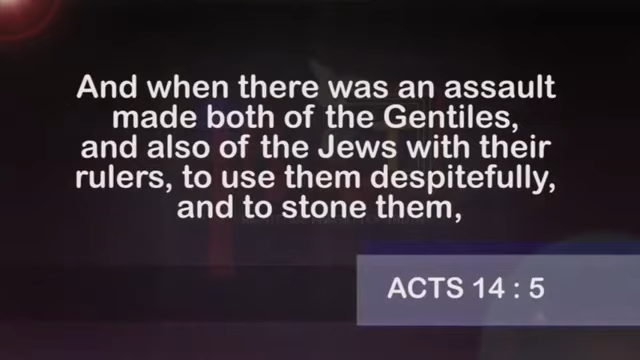 And when there was an assault
made both of the Gentiles,
and also of the Jews with their
rulers, to use them despitefully,
and to stone them,
ACTS 14 : 5